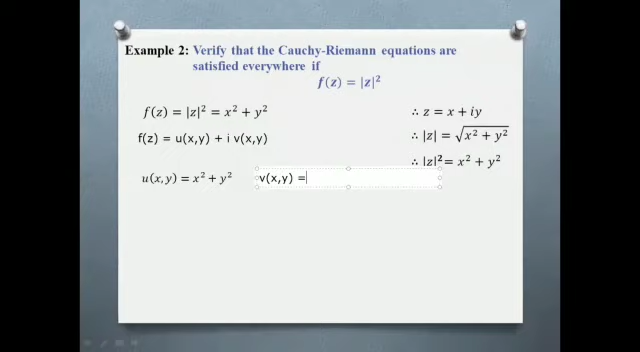 Example 2: Verify that the Cauchy-Riemann equations are
satisfied everywhere if
f(z) = |z|²
f(z) = |z|² = x² + y²
∴ z = x + iy
f(z) = u(x,y) + i v(x,y)
∴ |z| = √(x² + y²)
∴ |z|² = x² + y²
u(x, y) = x² + y²
v(x,y) =